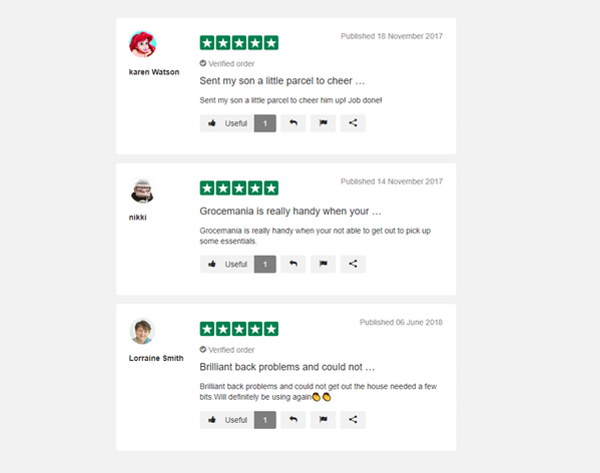 Published 18 November 2017
karen Watson
Verified order
Sent my son a little parcel to cheer …
Sent my son a little parcel to cheer him up! Job done!
Useful 1
Published 14 November 2017
nikki
Grocemania is really handy when your …
Grocemania is really handy when your not able to get out to pick up
some essentials.
Useful 1
Published 06 June 2018
Lorraine Smith
Verified order
Brilliant back problems and could not …
Brilliant back problems and could not get out the house needed a few
bits.Will definitely be using again👏👏
Useful 1